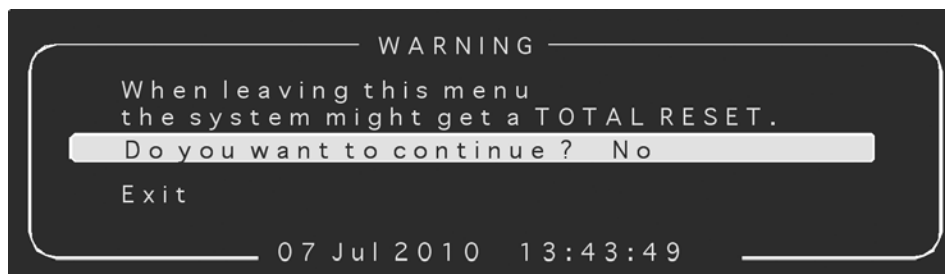 WARNING
When leaving this menu
the system might get a TOTAL RESET.
Do you want to continue ? No
Exit
07 Jul 2010 13:43:49